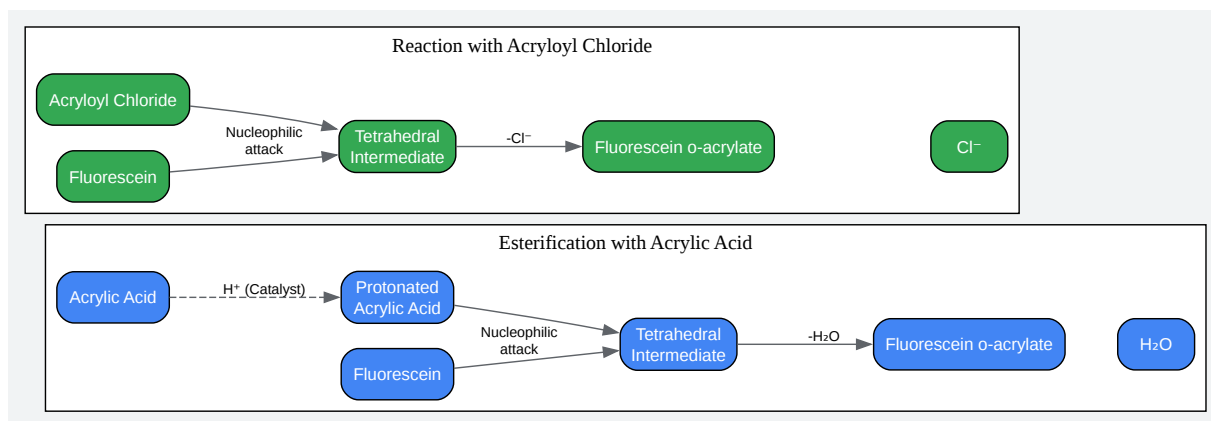 Reaction with Acryloyl Chloride
Acryloyl Chloride
Nucleophilic
attack
Fluorescein
Tetrahedral
Intermediate
-Cl⁻
Fluorescein o-acrylate
Cl⁻
Esterification with Acrylic Acid
Acrylic Acid
H⁺ (Catalyst)
Protonated
Acrylic Acid
Nucleophilic
attack
Fluorescein
Tetrahedral
Intermediate
-H₂O
Fluorescein o-acrylate
H₂O